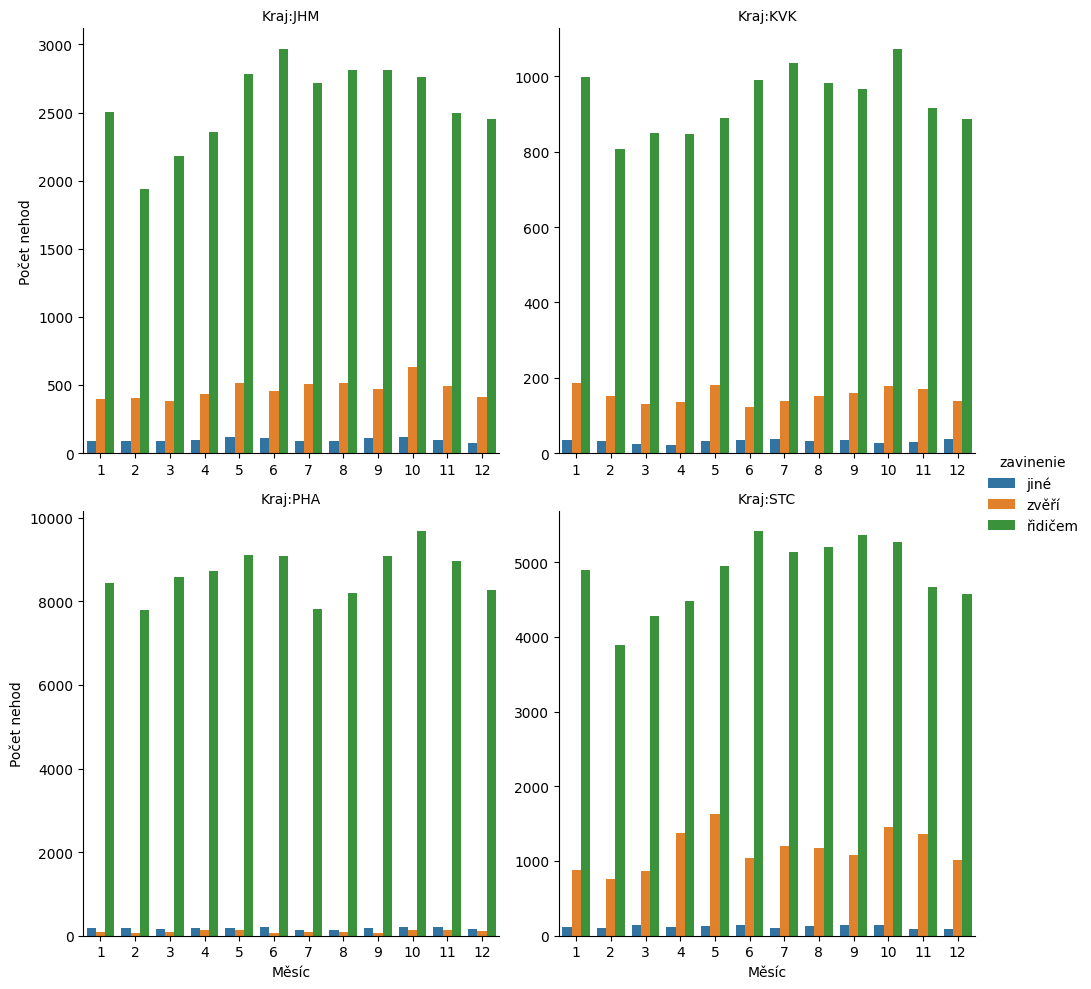 Kraj:JHM
Kraj:KVK
3000
2500
2000
1500
1000
500
0
Počet nehod
1 2 3 4 5 6 7 8 9 10 11 12
1000
800
600
400
200
0
1 2 3 4 5 6 7 8 9 10 11 12
zavinenie
jiné
zvěří
řidičem
Kraj:PHA
Kraj:STC
10000
8000
6000
4000
2000
0
Počet nehod
1 2 3 4 5 6 7 8 9 10 11 12
Měsíc
5000
4000
3000
2000
1000
0
1 2 3 4 5 6 7 8 9 10 11 12
Měsíc